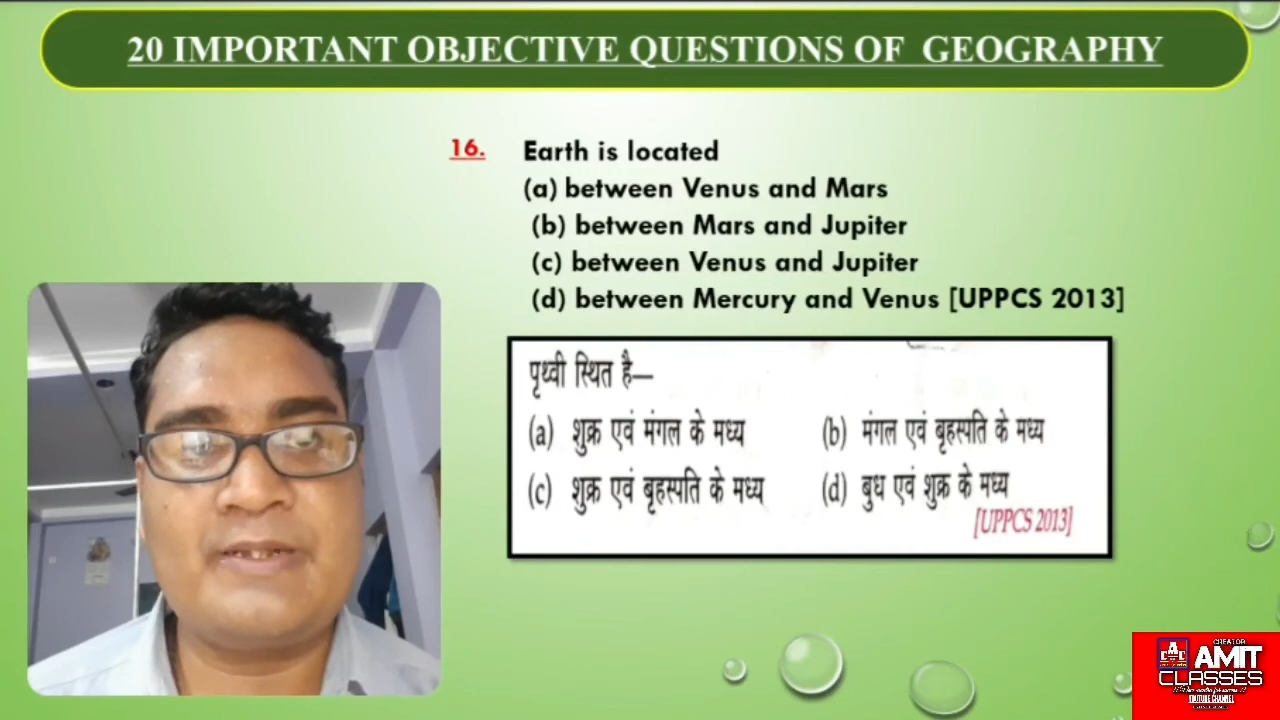 20 IMPORTANT OBJECTIVE QUESTIONS OF GEOGRAPHY
16. Earth is located
(a) between Venus and Mars
(b) between Mars and Jupiter
(c) between Venus and Jupiter
(d) between Mercury and Venus [UPPCS 2013]
पृथ्वी स्थित है—
(a) शुक्र एवं मंगल के मध्य (b) मंगल एवं बृहस्पति के मध्य
(c) शुक्र एवं बृहस्पति के मध्य (d) बुध एवं शुक्र के मध्य
[UPPCS 2013]
CREATOR
AMIT
CLASSES
YOUTUBE CHANNEL